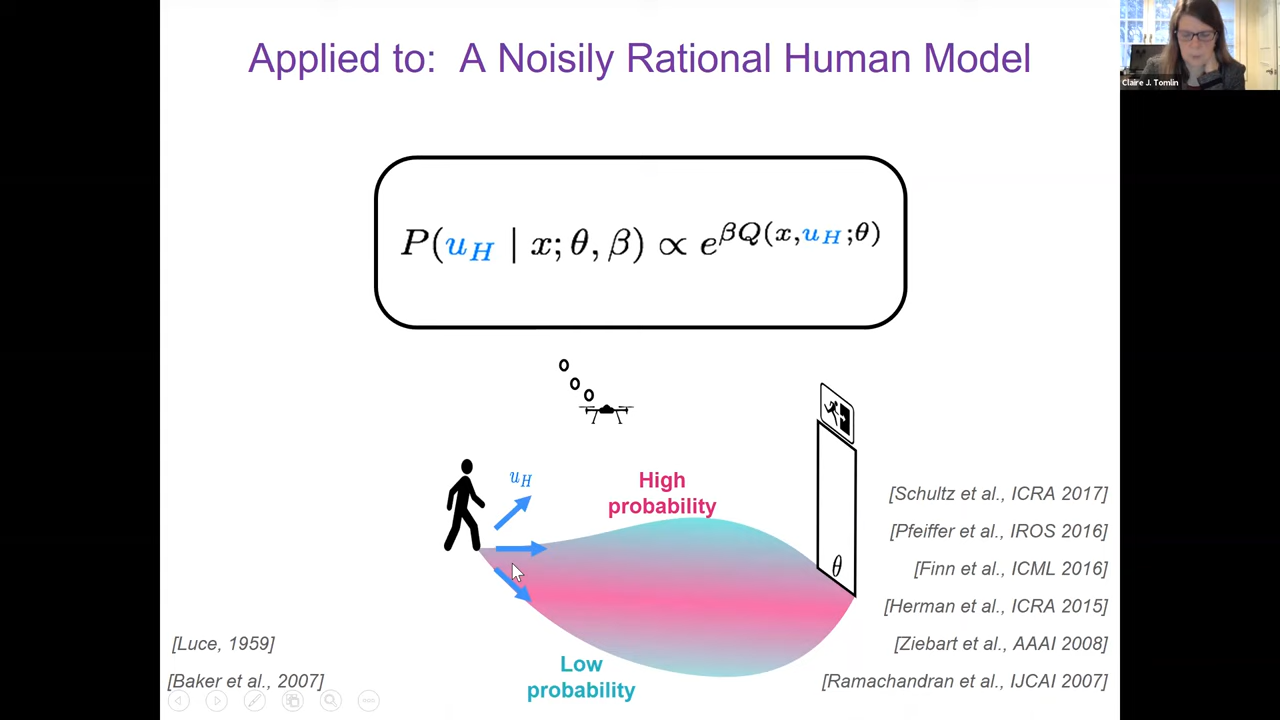 Applied to:  A Noisily Rational Human Model
Claire J. Tomlin
P(u_H | x; θ, β) ∝ e^{βQ(x,u_H;θ)}
u_H
High
probability
θ
Low
probability
[Luce, 1959]
[Baker et al., 2007]
[Schultz et al., ICRA 2017]
[Pfeiffer et al., IROS 2016]
[Finn et al., ICML 2016]
[Herman et al., ICRA 2015]
[Ziebart et al., AAAI 2008]
[Ramachandran et al., IJCAI 2007]